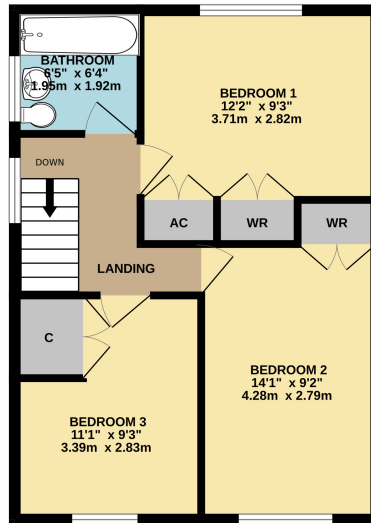 BATHROOM
6'5" x 6'4"
1.95m x 1.92m
BEDROOM 1
12'2" x 9'3"
3.71m x 2.82m
DOWN
AC
WR
WR
LANDING
C
BEDROOM 2
14'1" x 9'2"
4.28m x 2.79m
BEDROOM 3
11'1" x 9'3"
3.39m x 2.83m